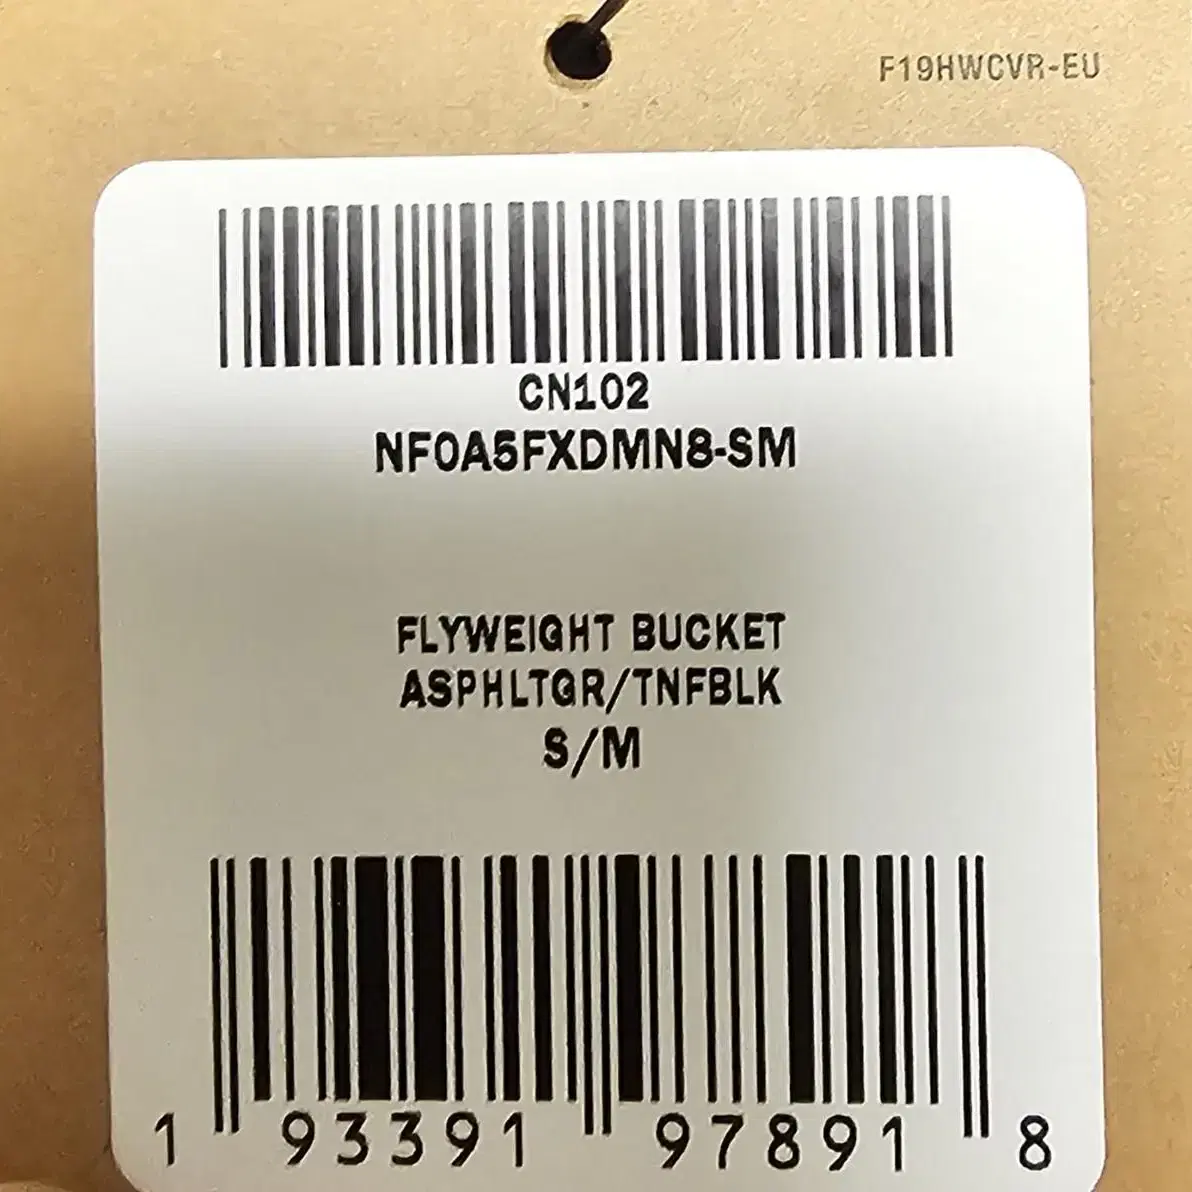 F19HWCVR-EU
CN102
NF0A5FXDMN8-SM
FLYWEIGHT BUCKET
ASPHLTGR/TNFBLK
S/M
1 93391 97891 8